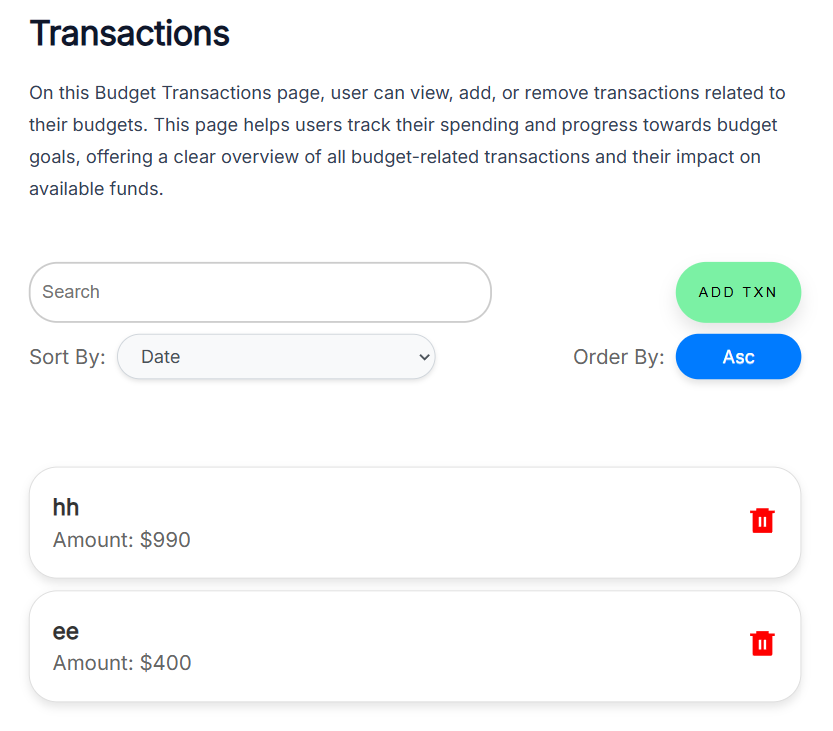 Transactions
On this Budget Transactions page, user can view, add, or remove transactions related to
their budgets. This page helps users track their spending and progress towards budget
goals, offering a clear overview of all budget-related transactions and their impact on
available funds.
Search
ADD TXN
Sort By:
Date
Order By:
Asc
hh
Amount: $990
ee
Amount: $400